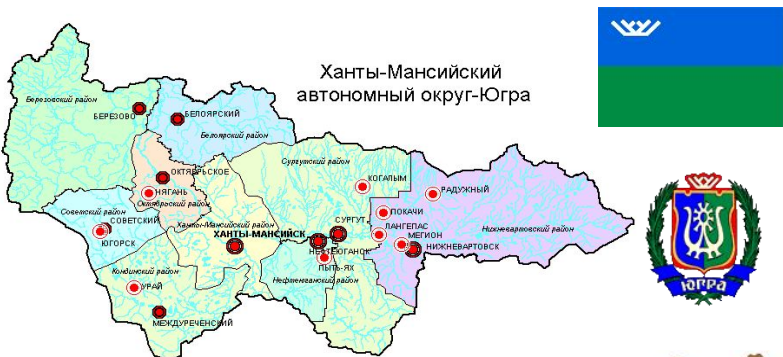 Ханты-Мансийский
автономный округ-Югра
Березовский район
БЕРЕЗОВО
БЕЛОЯРСКИЙ
Белоярский район
ОКТЯБРЬСКОЕ
НЯГАНЬ
Октябрьский район
Сургутский район
КОГАЛЫМ
РАДУЖНЫЙ
Советский район
СОВЕТСКИЙ
ЮГОРСК
Ханты-Мансийский район
ХАНТЫ-МАНСИЙСК
СУРГУТ
ПОКАЧИ
ЛАНГЕПАС
МЕГИОН
Нижневартовский район
НИЖНЕВАРТОВСК
НЕФТЕЮГАНСК
ПЫТЬ-ЯХ
Кондинский район
УРАЙ
Нефтеюганский район
МЕЖДУРЕЧЕНСКИЙ
ЮГРА